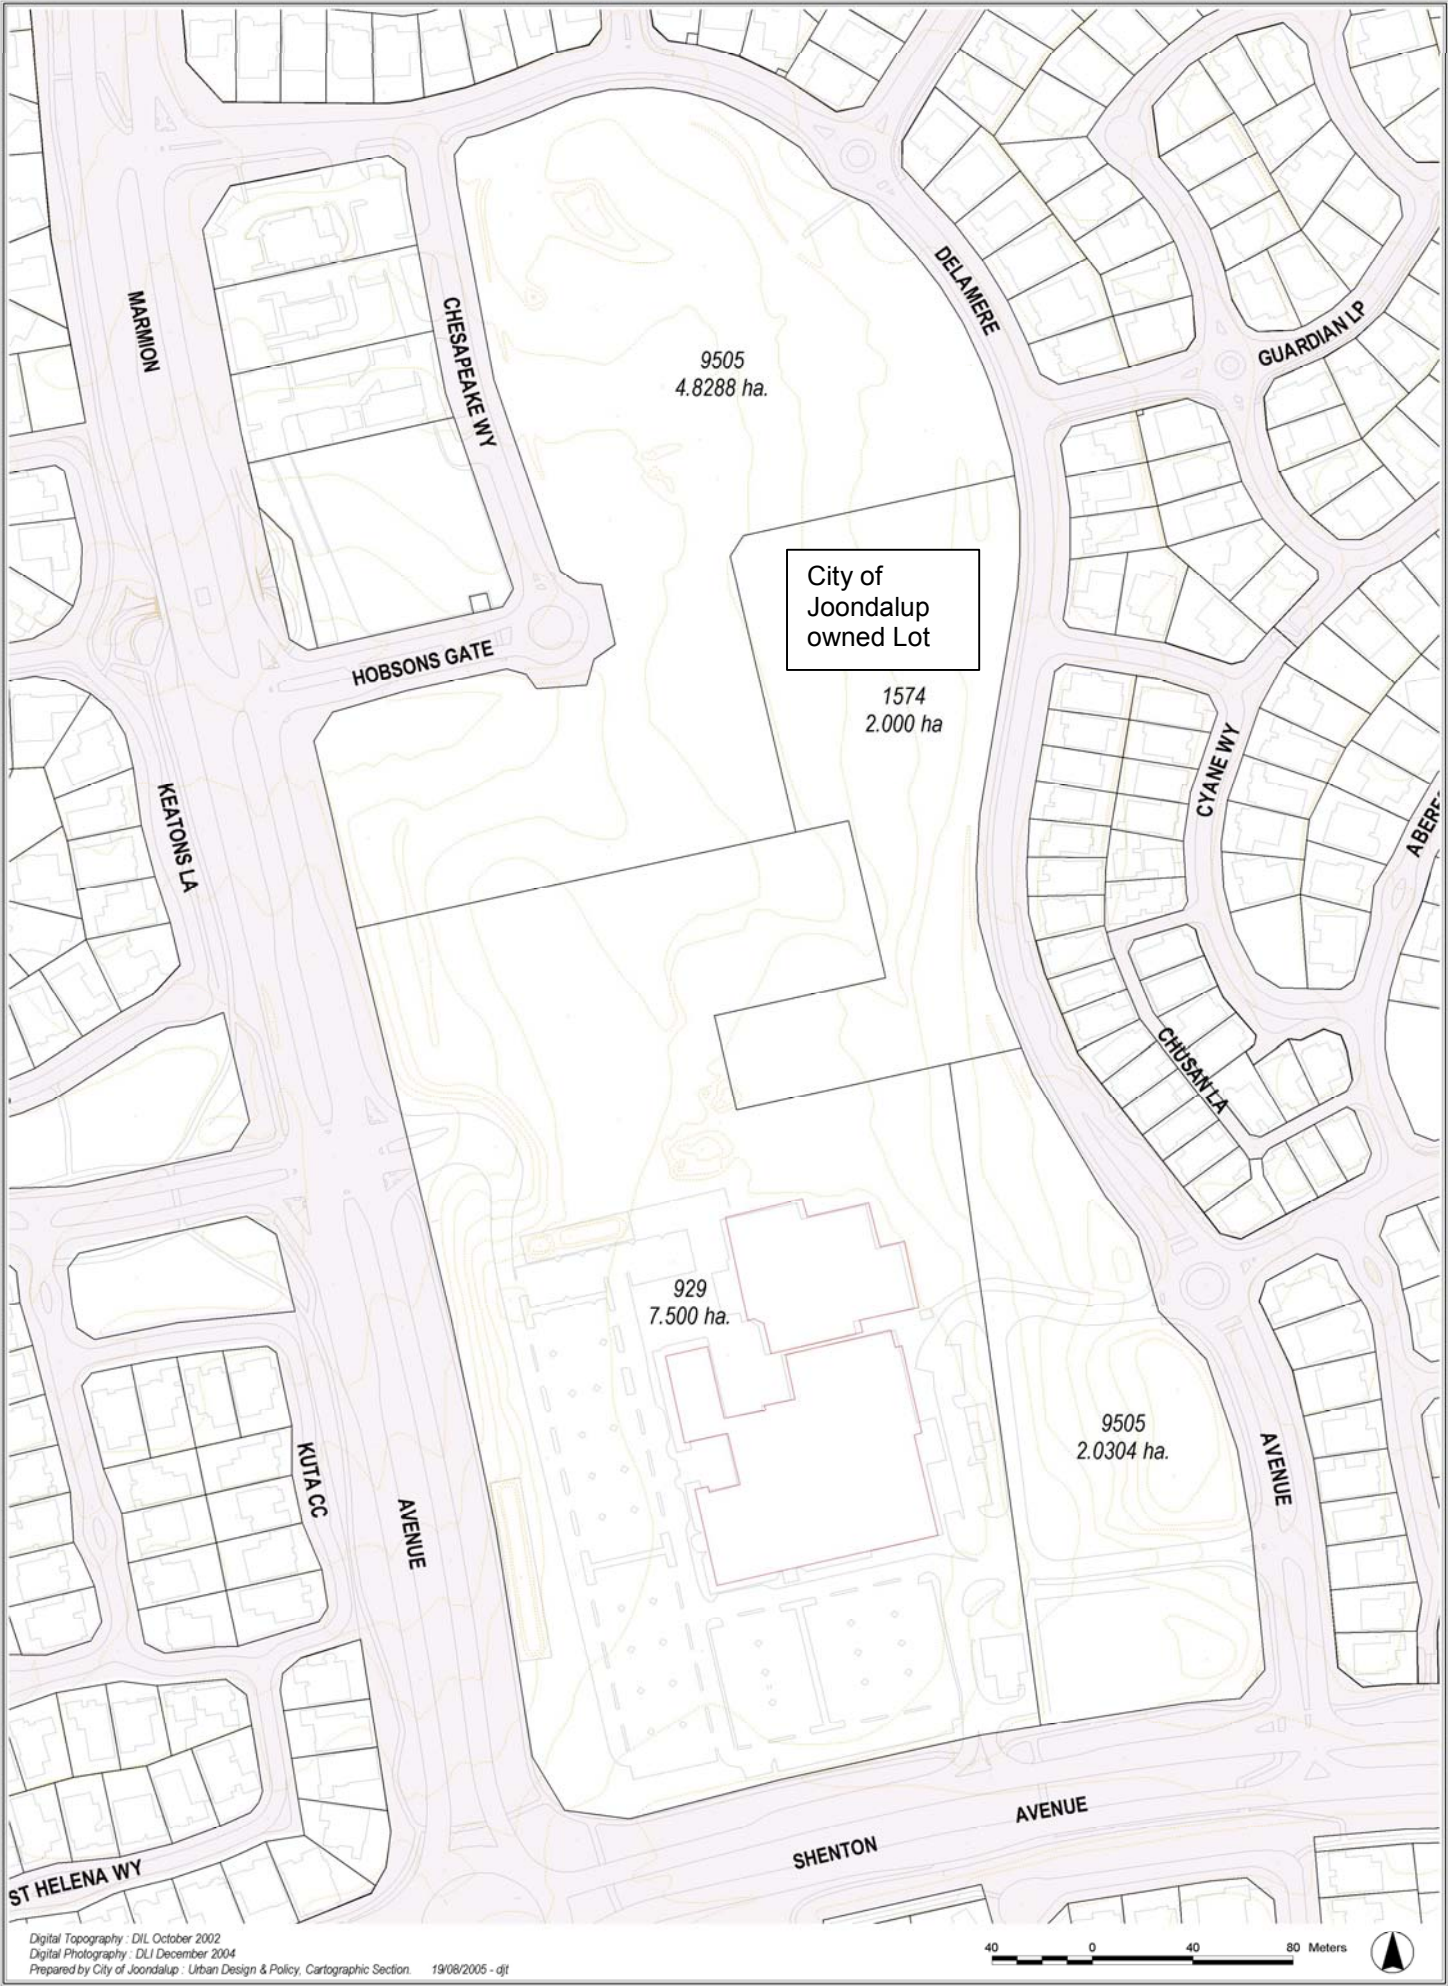 DELAMERE
MARMION
CHESAPEAKE WY
GUARDIAN LP
9505
4.8288 ha.
City of
Joondalup
owned Lot
HOBSONS GATE
1574
2.000 ha
CYANE WY
KEATONS LA
CHUSAN LA
929
7.500 ha.
9505
2.0304 ha.
KUTA CC
AVENUE
AVENUE
AVENUE
SHENTON
ST HELENA WY
Digital Topography : DIL October 2002
Digital Photography : DLI December 2004
Prepared by City of Joondalup : Urban Design & Policy, Cartographic Section. 19/08/2005 - djt
40 0 40 80 Meters